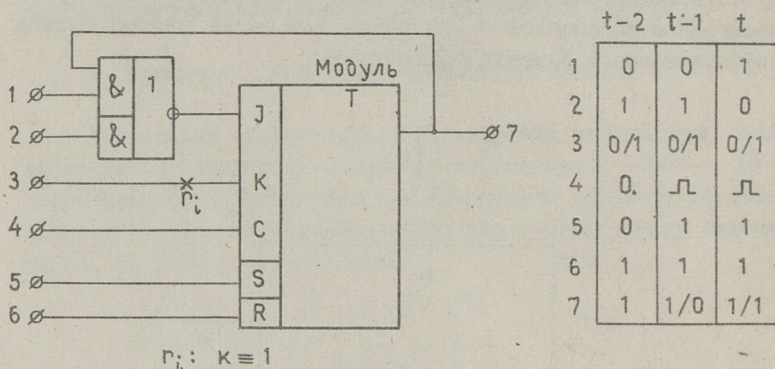 t-2 t-1 t
1 0 0 1
2 1 1 0
3 0/1 0/1 0/1
4 0. ⎍ ⎍
5 0 1 1
6 1 1 1
7 1 1/0 1/1
Модуль
T
& 1
&
1
2
3
4
5
6
7
J
K
C
S
R
rᵢ
rᵢ: K ≡ 1